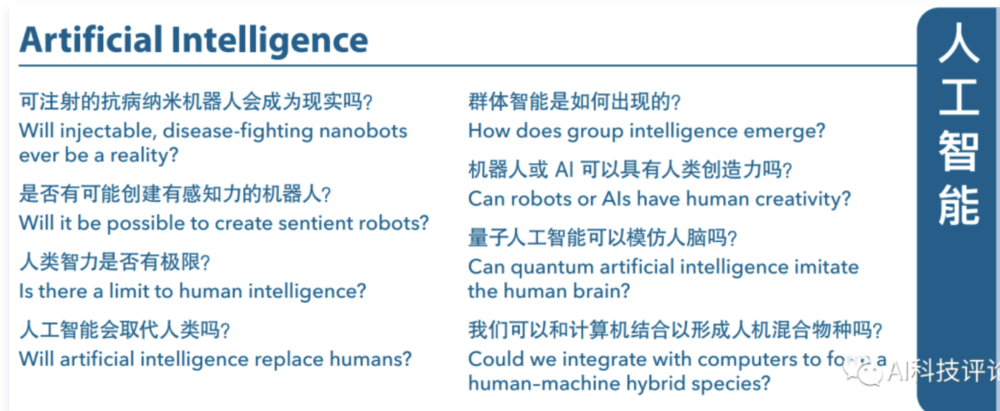 Artificial Intelligence
可注射的抗病纳米机器人会成为现实吗?
Will injectable, disease-fighting nanobots
ever be a reality?
是否有可能创建有感知力的机器人?
Will it be possible to create sentient robots?
人类智力是否有极限?
Is there a limit to human intelligence?
人工智能会取代人类吗?
Will artificial intelligence replace humans?
群体智能是如何出现的?
How does group intelligence emerge?
机器人或 AI 可以具有人类创造力吗?
Can robots or AIs have human creativity?
量子人工智能可以模仿人脑吗?
Can quantum artificial intelligence imitate
the human brain?
我们可以和计算机结合以形成人机混合物种吗?
Could we integrate with computers to form a
human–machine hybrid species?
人工智能
AI科技评论